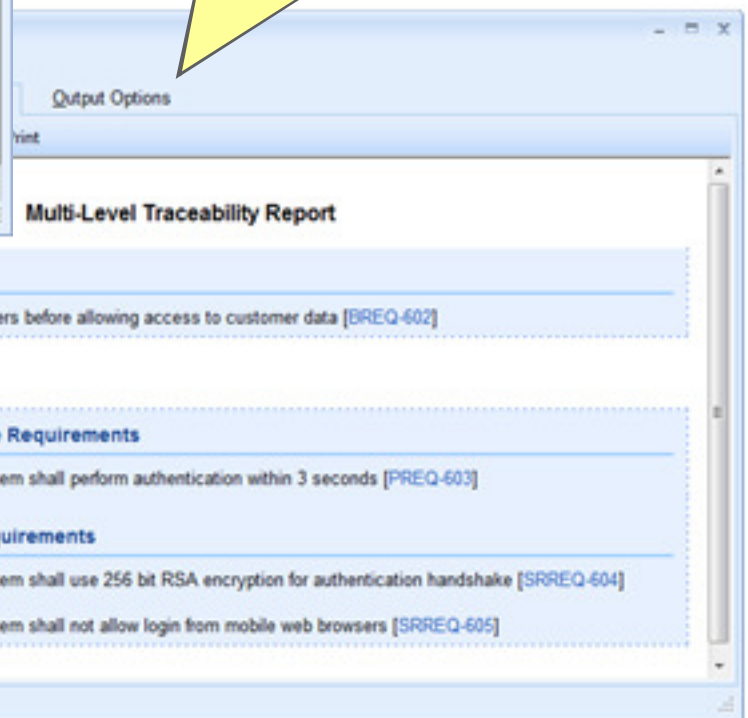 Output Options
Print
Multi-Level Traceability Report
ers before allowing access to customer data [BREQ-602]
Requirements
em shall perform authentication within 3 seconds [PREQ-603]
uirements
em shall use 256 bit RSA encryption for authentication handshake [SRREQ-604]
em shall not allow login from mobile web browsers [SRREQ-605]